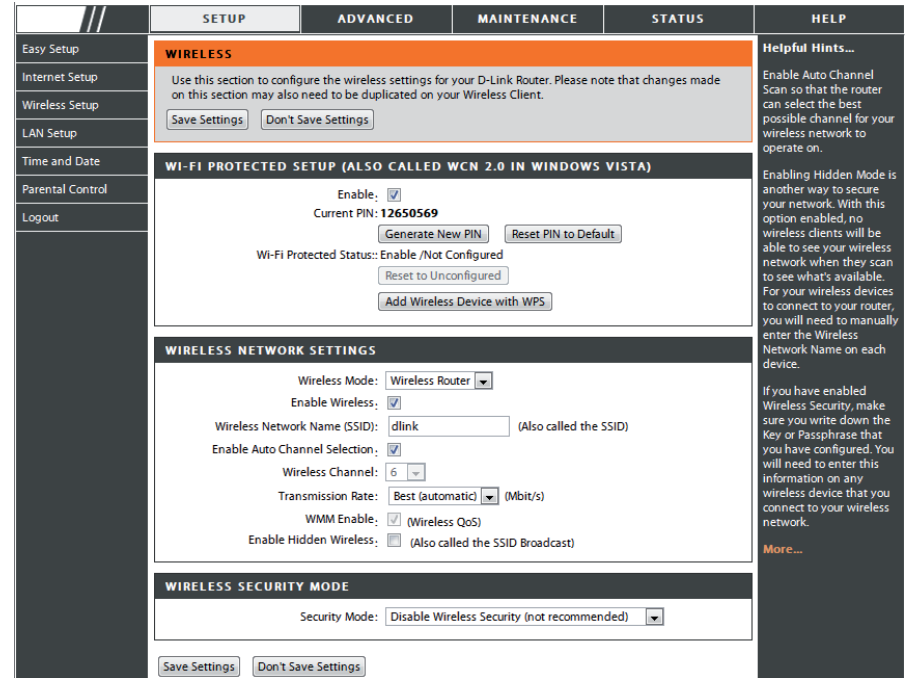 SETUP
ADVANCED
MAINTENANCE
STATUS
HELP
Easy Setup
Internet Setup
Wireless Setup
LAN Setup
Time and Date
Parental Control
Logout
WIRELESS
Use this section to configure the wireless settings for your D-Link Router. Please note that changes made
on this section may also need to be duplicated on your Wireless Client.
Save Settings Don't Save Settings
WI-FI PROTECTED SETUP (ALSO CALLED WCN 2.0 IN WINDOWS VISTA)
Enable:
Current PIN: 12650569
Generate New PIN Reset PIN to Default
Wi-Fi Protected Status:: Enable /Not Configured
Reset to Unconfigured
Add Wireless Device with WPS
WIRELESS NETWORK SETTINGS
Wireless Mode: Wireless Router
Enable Wireless:
Wireless Network Name (SSID): dlink (Also called the SSID)
Enable Auto Channel Selection:
Wireless Channel: 6
Transmission Rate: Best (automatic) (Mbit/s)
WMM Enable: (Wireless QoS)
Enable Hidden Wireless: (Also called the SSID Broadcast)
WIRELESS SECURITY MODE
Security Mode: Disable Wireless Security (not recommended)
Save Settings Don't Save Settings
Helpful Hints...
Enable Auto Channel
Scan so that the router
can select the best
possible channel for your
wireless network to
operate on.
Enabling Hidden Mode is
another way to secure
your network. With this
option enabled, no
wireless clients will be
able to see your wireless
network when they scan
to see what's available.
For your wireless devices
to connect to your router,
you will need to manually
enter the Wireless
Network Name on each
device.
If you have enabled
Wireless Security, make
sure you write down the
Key or Passphrase that
you have configured. You
will need to enter this
information on any
wireless device that you
connect to your wireless
network.
More...